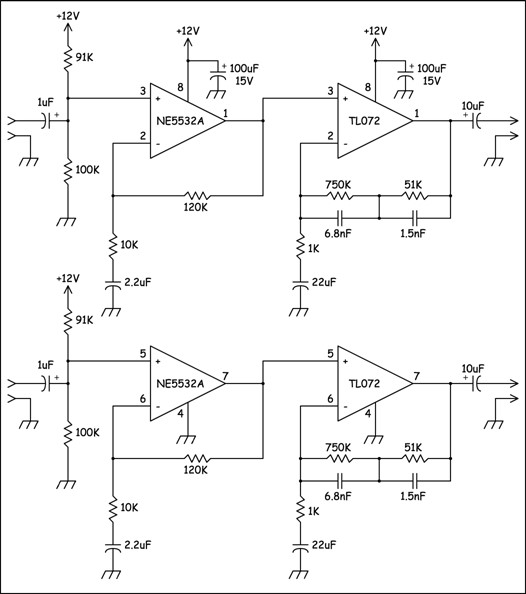 +12V
+12V
+12V
91K
100uF
15V
100uF
15V
1uF
+
3
+
8
NE5532A
1
2
-
3
+
8
TL072
1
2
-
10uF
+
100K
120K
750K
51K
6.8nF
1.5nF
10K
1K
2.2uF
22uF
+12V
91K
1uF
+
5
+
NE5532A
7
6
-
4
5
+
TL072
7
6
-
4
10uF
+
100K
120K
750K
51K
6.8nF
1.5nF
10K
1K
2.2uF
22uF